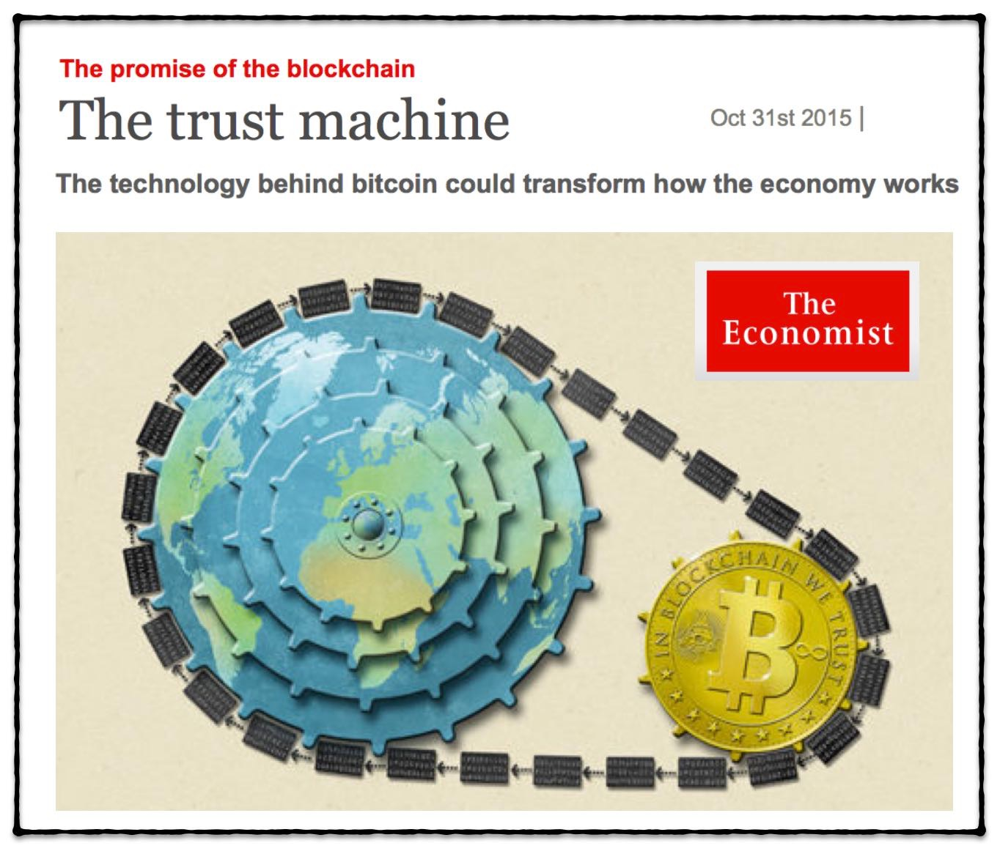 The promise of the blockchain
The trust machine
Oct 31st 2015 |
The technology behind bitcoin could transform how the economy works
The
Economist
IN BLOCKCHAIN WE TRUST